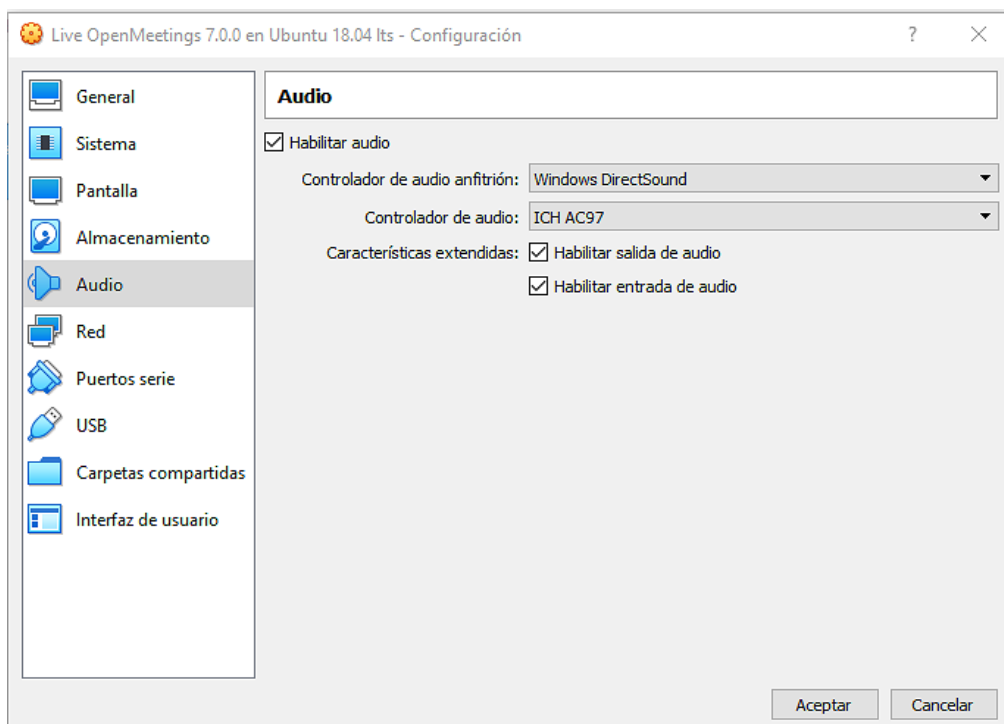 Live OpenMeetings 7.0.0 en Ubuntu 18.04 lts - Configuración
?
General
Sistema
Pantalla
Almacenamiento
Audio
Red
Puertos serie
USB
Carpetas compartidas
Interfaz de usuario
Audio
Habilitar audio
Controlador de audio anfitrión: Windows DirectSound
Controlador de audio: ICH AC97
Características extendidas: Habilitar salida de audio
Habilitar entrada de audio
Aceptar Cancelar